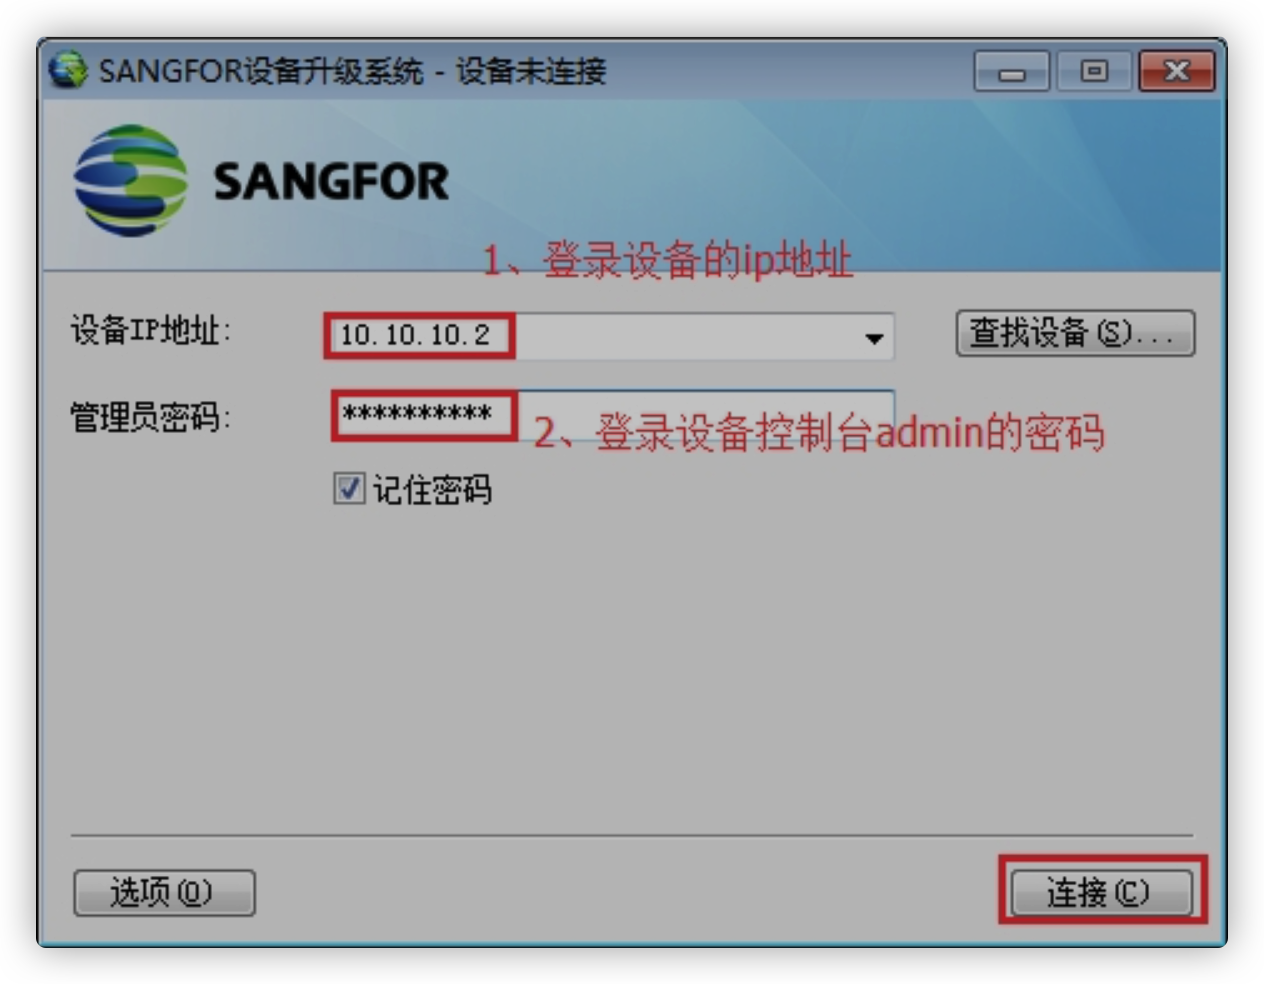 SANGFOR设备升级系统 - 设备未连接
SANGFOR
1、登录设备的ip地址
设备IP地址:
10.10.10.2
查找设备(S)...
管理员密码:
**********
2、登录设备控制台admin的密码
记住密码
选项(O)
连接(C)